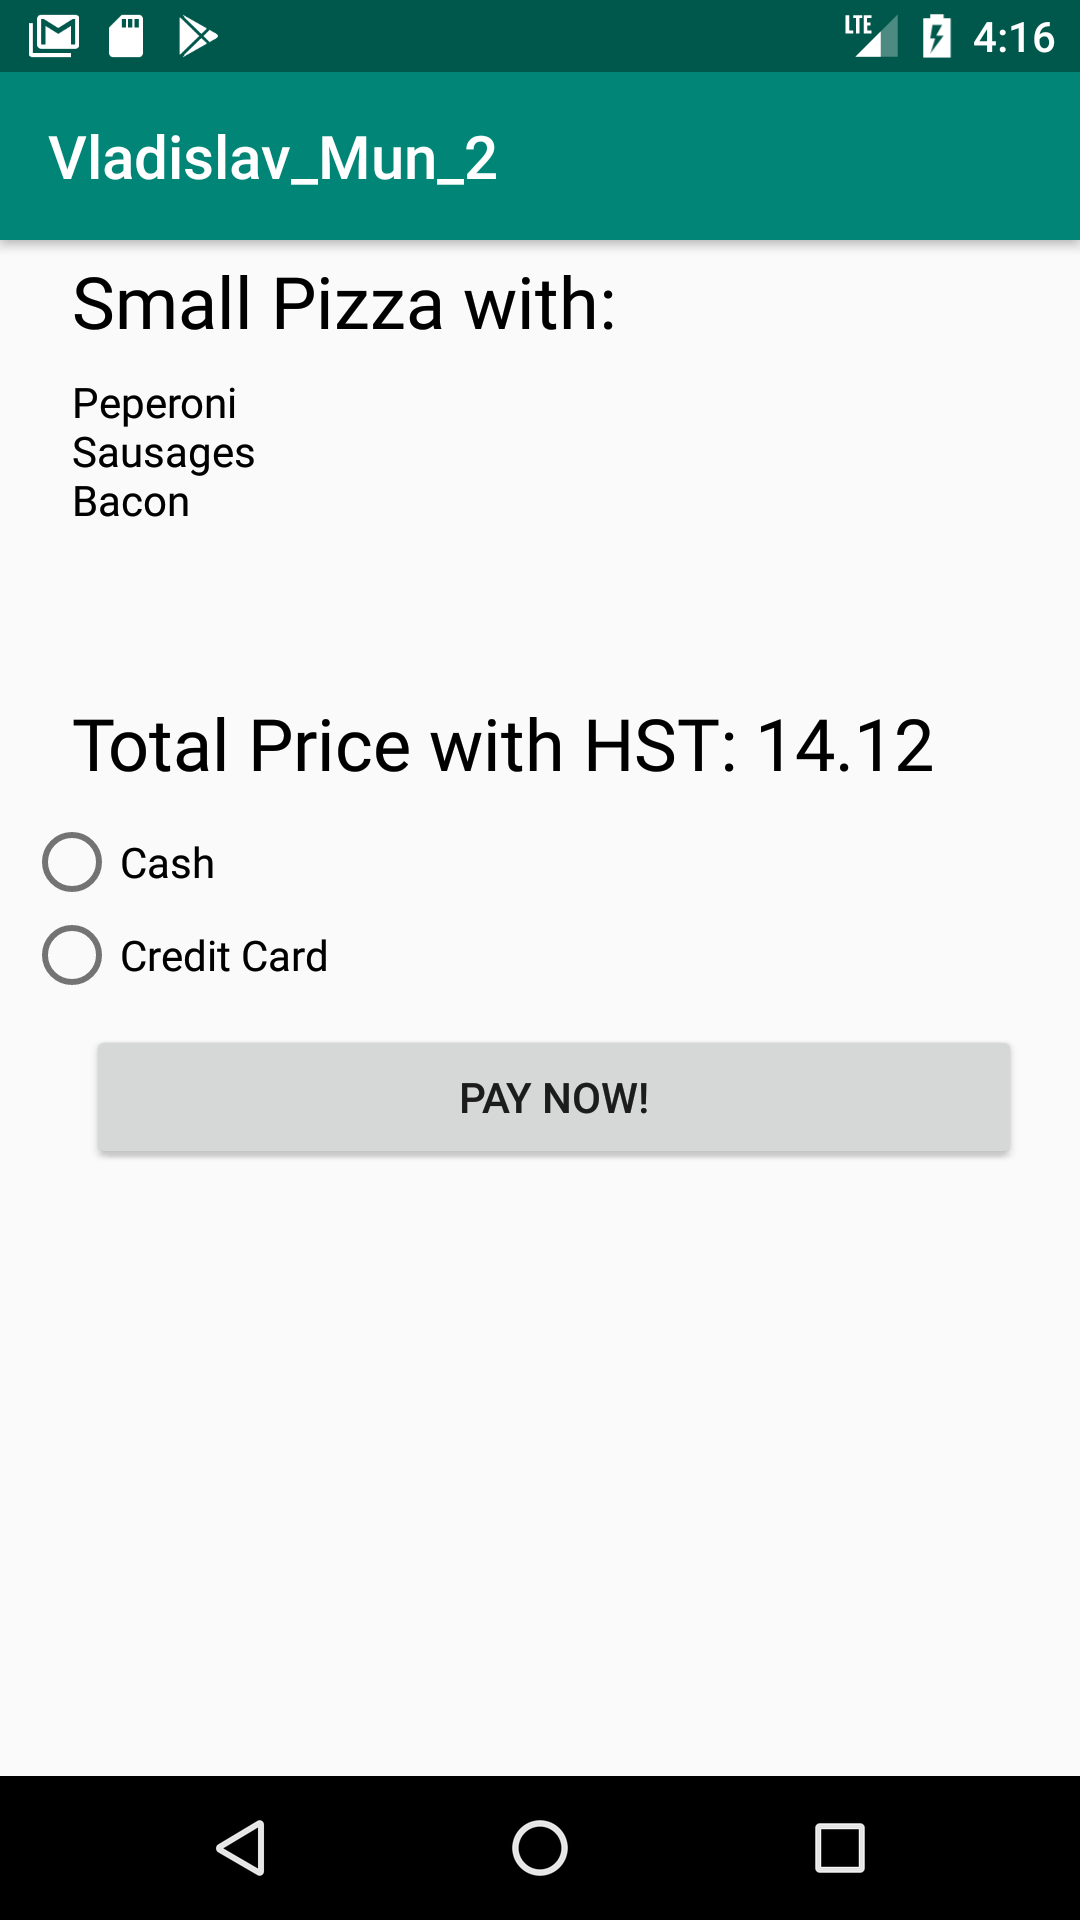 LTE 4:16
Vladislav_Mun_2
Small Pizza with:
Peperoni
Sausages
Bacon
Total Price with HST: 14.12
Cash
Credit Card
PAY NOW!